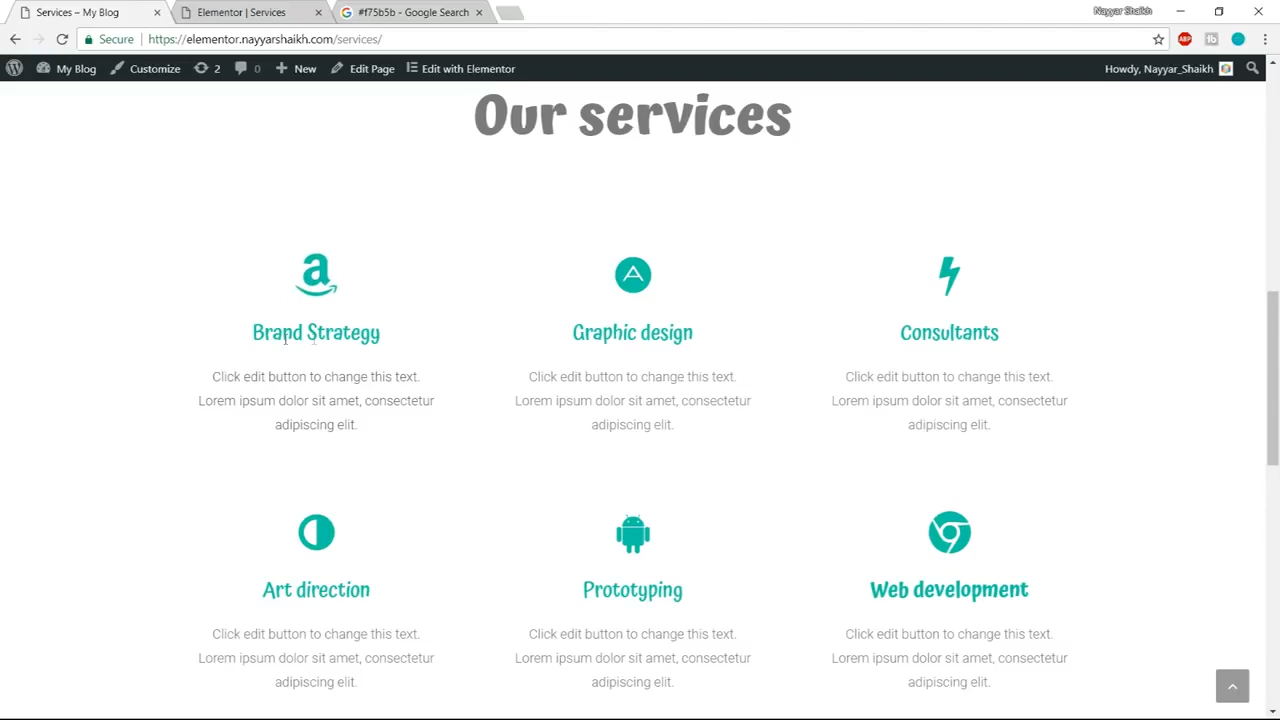 Services – My Blog
Elementor | Services
#f75b5b - Google Search
Nayyar Shaikh
Secure
https://elementor.nayyarshaikh.com/services/
ABP
tb
My Blog
Customize
2
0
New
Edit Page
Edit with Elementor
Howdy, Nayyar_Shaikh
Our services
Brand Strategy
Click edit button to change this text.
Lorem ipsum dolor sit amet, consectetur
adipiscing elit.
Graphic design
Click edit button to change this text.
Lorem ipsum dolor sit amet, consectetur
adipiscing elit.
Consultants
Click edit button to change this text.
Lorem ipsum dolor sit amet, consectetur
adipiscing elit.
Art direction
Click edit button to change this text.
Lorem ipsum dolor sit amet, consectetur
adipiscing elit.
Prototyping
Click edit button to change this text.
Lorem ipsum dolor sit amet, consectetur
adipiscing elit.
Web development
Click edit button to change this text.
Lorem ipsum dolor sit amet, consectetur
adipiscing elit.